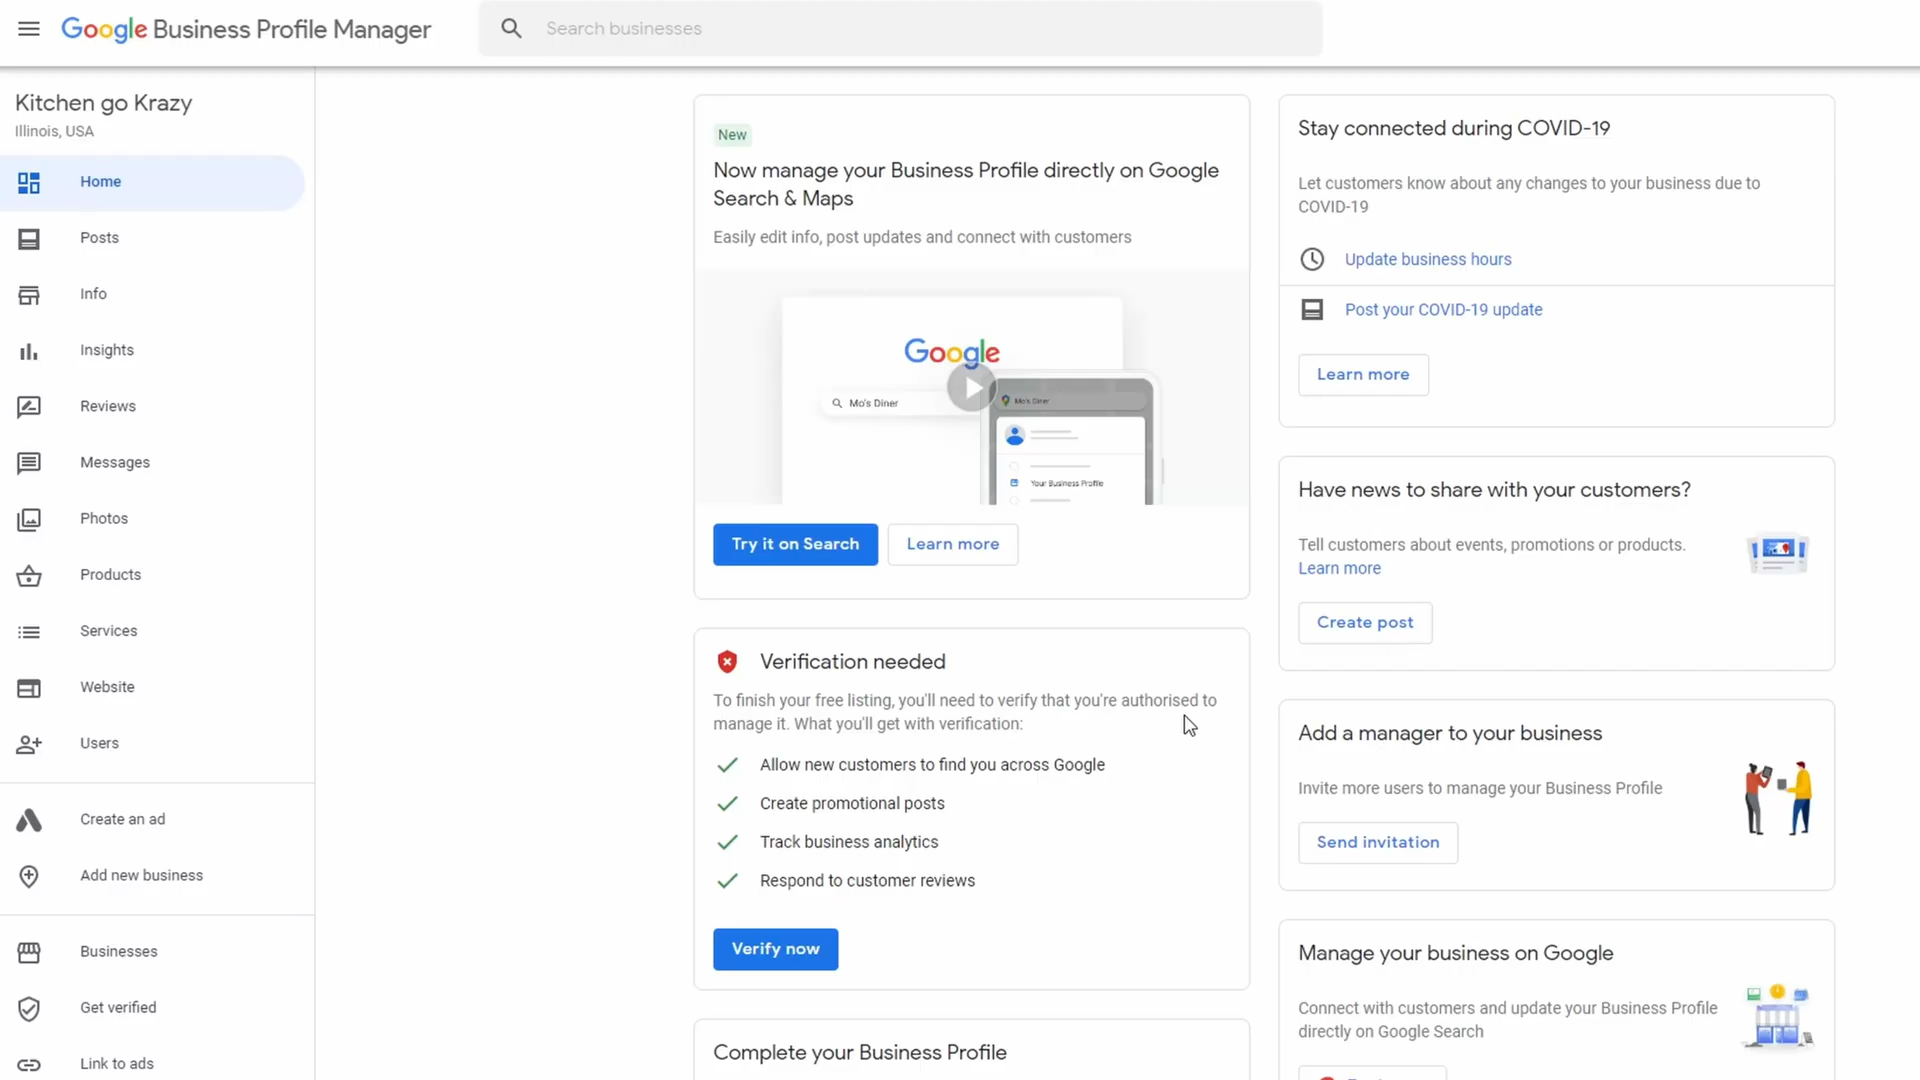 Google Business Profile Manager
Search businesses
Kitchen go Krazy
Illinois, USA
Home
Posts
Info
Insights
Reviews
Messages
Photos
Products
Services
Website
Users
Create an ad
Add new business
Businesses
Get verified
Link to ads
New
Now manage your Business Profile directly on Google
Search & Maps
Easily edit info, post updates and connect with customers
Google
Mo's Diner
Mo's Diner
Your Business Profile
Try it on Search
Learn more
Verification needed
To finish your free listing, you'll need to verify that you're authorised to
manage it. What you'll get with verification:
Allow new customers to find you across Google
Create promotional posts
Track business analytics
Respond to customer reviews
Verify now
Complete your Business Profile
Stay connected during COVID-19
Let customers know about any changes to your business due to
COVID-19
Update business hours
Post your COVID-19 update
Learn more
Have news to share with your customers?
Tell customers about events, promotions or products.
Learn more
Create post
Add a manager to your business
Invite more users to manage your Business Profile
Send invitation
Manage your business on Google
Connect with customers and update your Business Profile
directly on Google Search